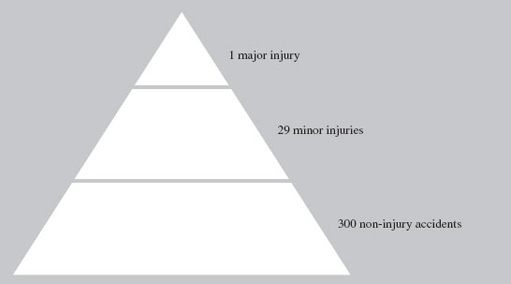 1 major injury
29 minor injuries
300 non-injury accidents